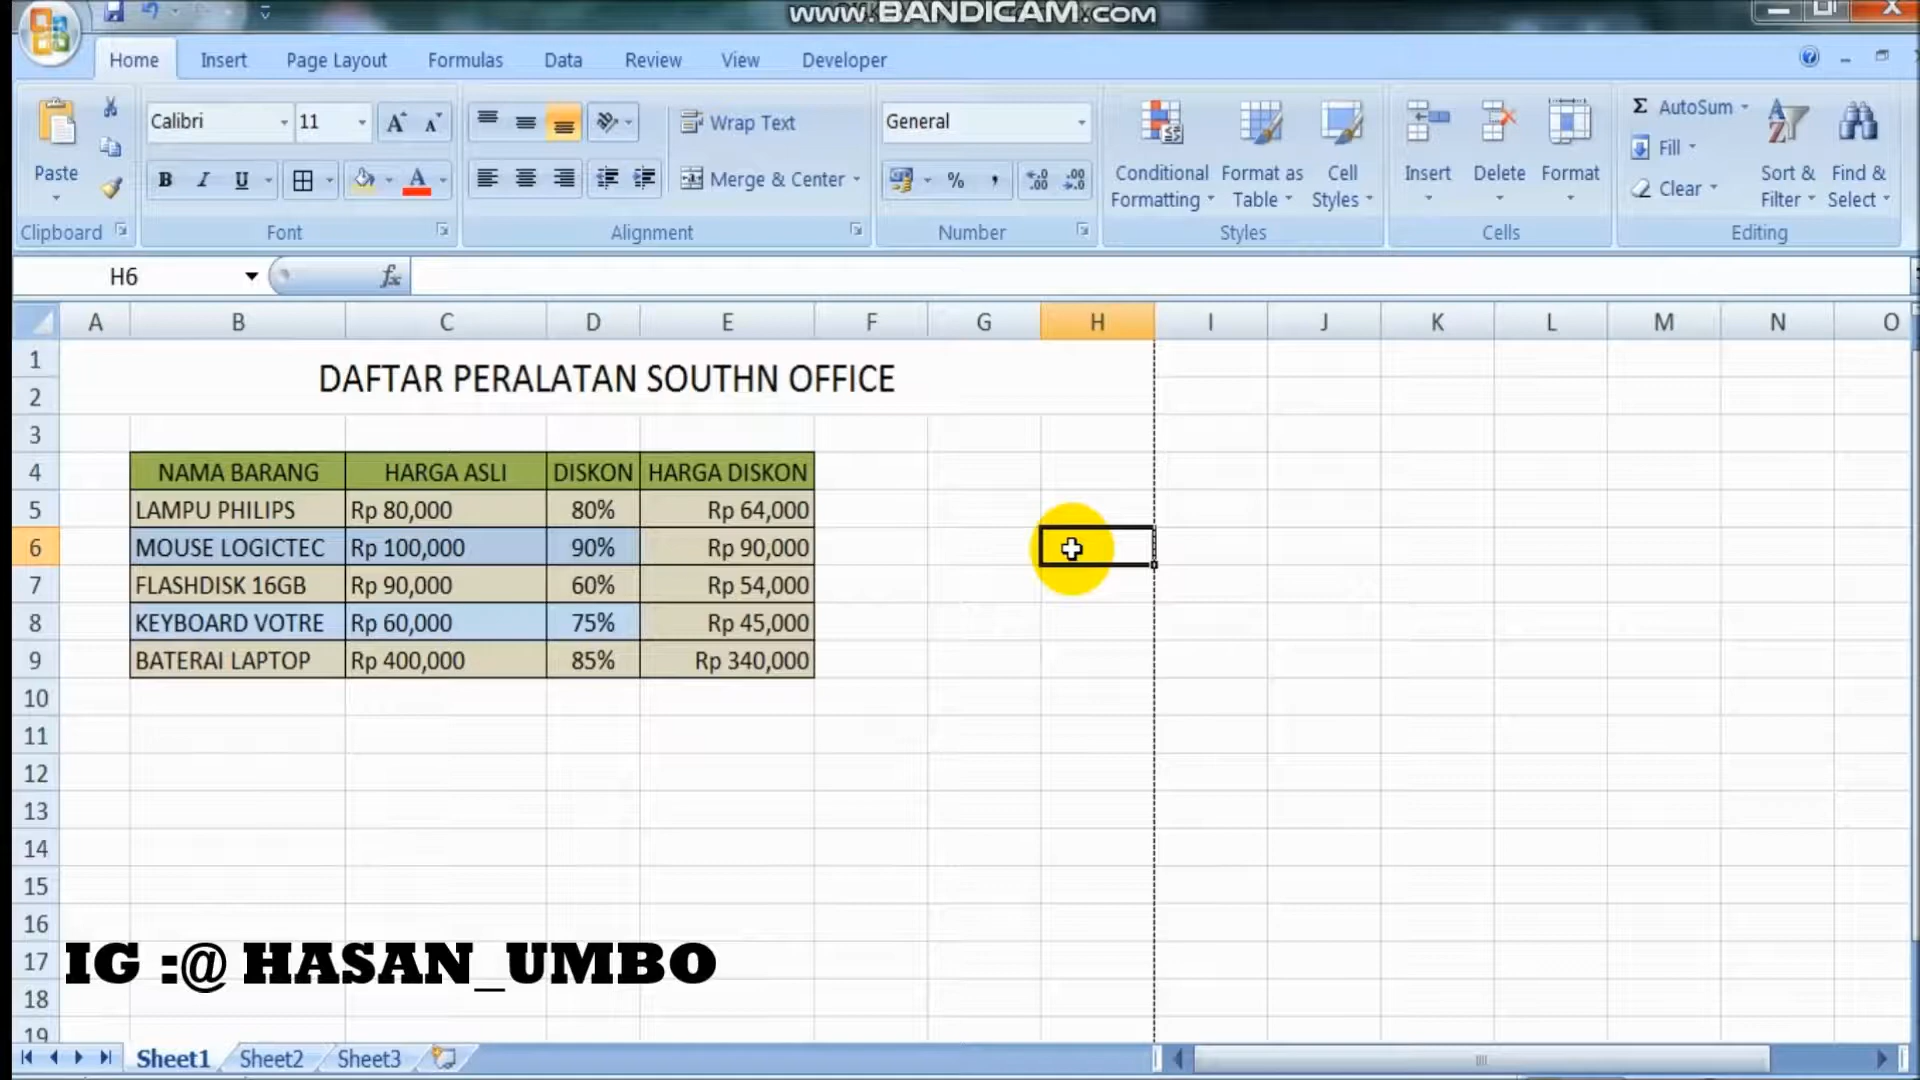 www.BANDICAM.com
Home Insert Page Layout Formulas Data Review View Developer
Calibri 11 Wrap Text General AutoSum
Paste B I U Merge & Center % , Conditional Formatting Format as Table Cell Styles Insert Delete Format Fill Clear Sort & Filter Find & Select
Clipboard Font Alignment Number Styles Cells Editing
H6 fx
A B C D E F G H I J K L M N O
1
DAFTAR PERALATAN SOUTHN OFFICE
2
3
4 NAMA BARANG HARGA ASLI DISKON HARGA DISKON
5 LAMPU PHILIPS Rp 80,000 80% Rp 64,000
6 MOUSE LOGICTEC Rp 100,000 90% Rp 90,000
7 FLASHDISK 16GB Rp 90,000 60% Rp 54,000
8 KEYBOARD VOTRE Rp 60,000 75% Rp 45,000
9 BATERAI LAPTOP Rp 400,000 85% Rp 340,000
10
11
12
13
14
15
16
17 IG :@ HASAN_UMBO
18
19
Sheet1 Sheet2 Sheet3